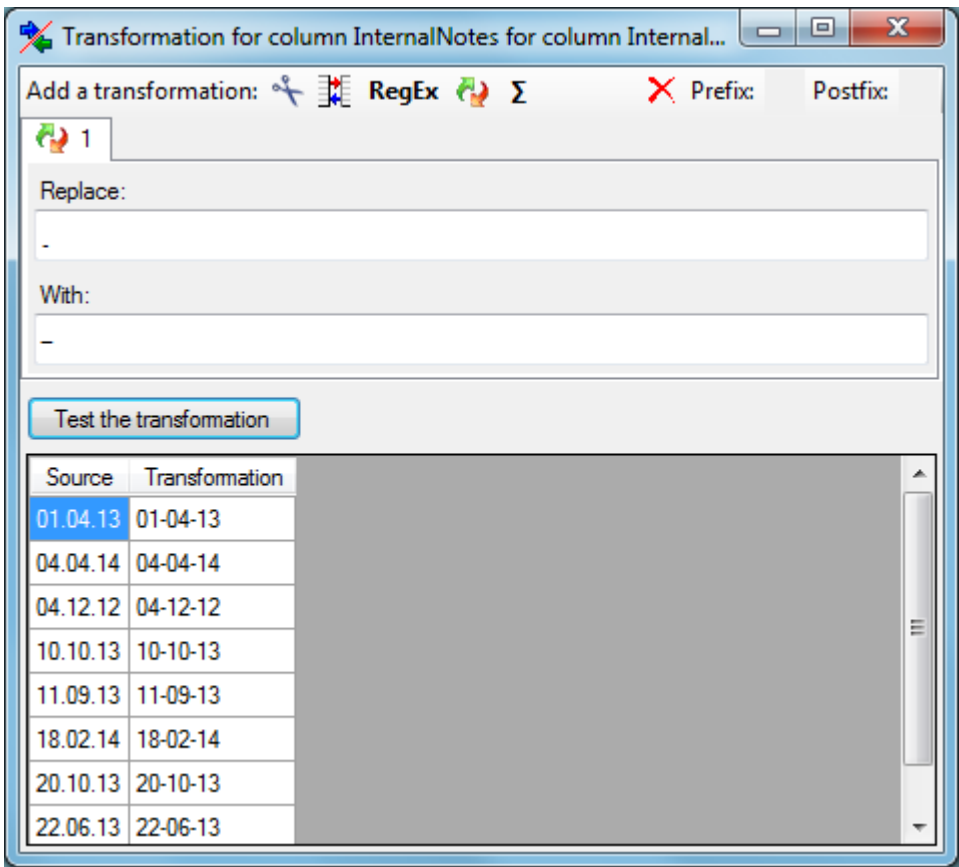 Transformation for column InternalNotes for column Internal...
Add a transformation: RegEx Σ Prefix: Postfix:
1
Replace:
.
With:
-
Test the transformation
Source Transformation
01.04.13 01-04-13
04.04.14 04-04-14
04.12.12 04-12-12
10.10.13 10-10-13
11.09.13 11-09-13
18.02.14 18-02-14
20.10.13 20-10-13
22.06.13 22-06-13